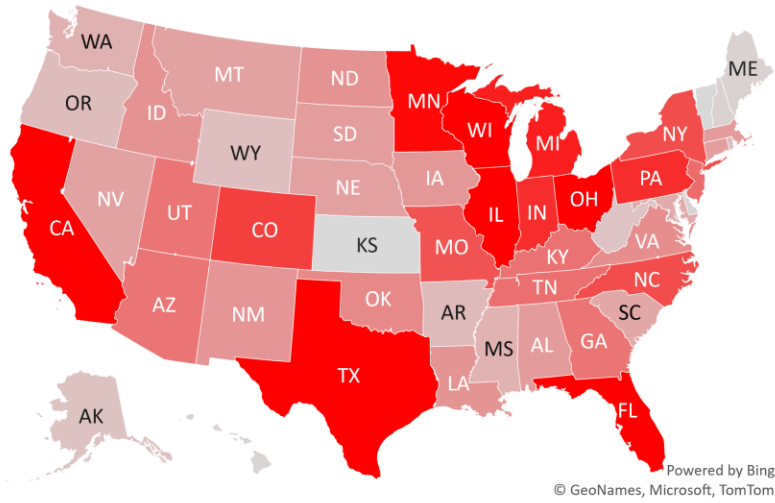 WA
ME
MT
ND
MN
OR
ID
WI
NY
SD
MI
WY
IA
PA
NE
NV
IL
IN
OH
UT
CO
CA
KS
MO
VA
KY
NC
TN
AZ
OK
NM
AR
SC
MS
AL
GA
TX
LA
FL
AK
Powered by Bing
© GeoNames, Microsoft, TomTom